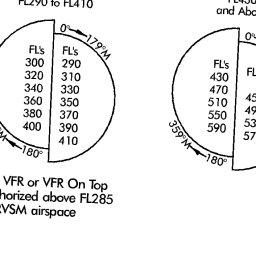 FL290 to FL410
and Abo
0° 179°M
0°
FL's FL's
300 290
320 310
340 330
360 350
380 370
400 390
410
180°
FL's FL
430
470 45
510 49
550 53
590 57
359°M 180°
VFR or VFR On Top
horized above FL285
RVSM airspace